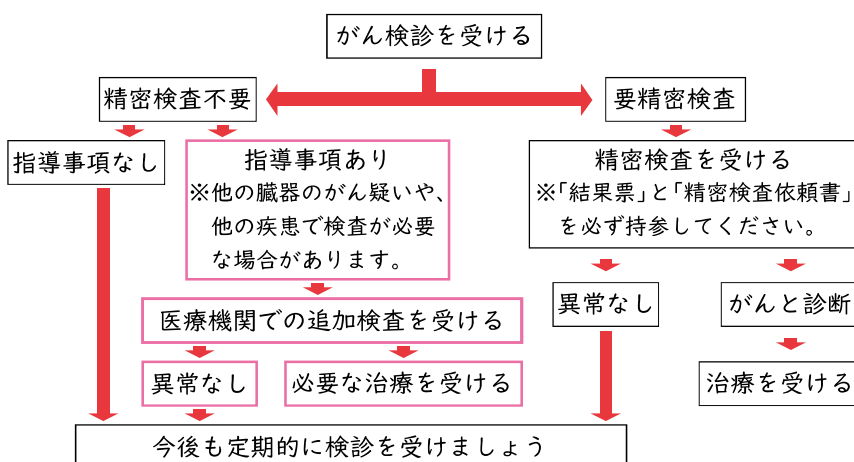 がん検診を受ける
精密検査不要
要精密検査
指導事項なし
指導事項あり
※他の臓器のがん疑いや、
他の疾患で検査が必要
な場合があります。
精密検査を受ける
※「結果票」と「精密検査依頼書」
を必ず持参してください。
医療機関での追加検査を受ける
異常なし
がんと診断
異常なし
必要な治療を受ける
治療を受ける
今後も定期的に検診を受けましょう